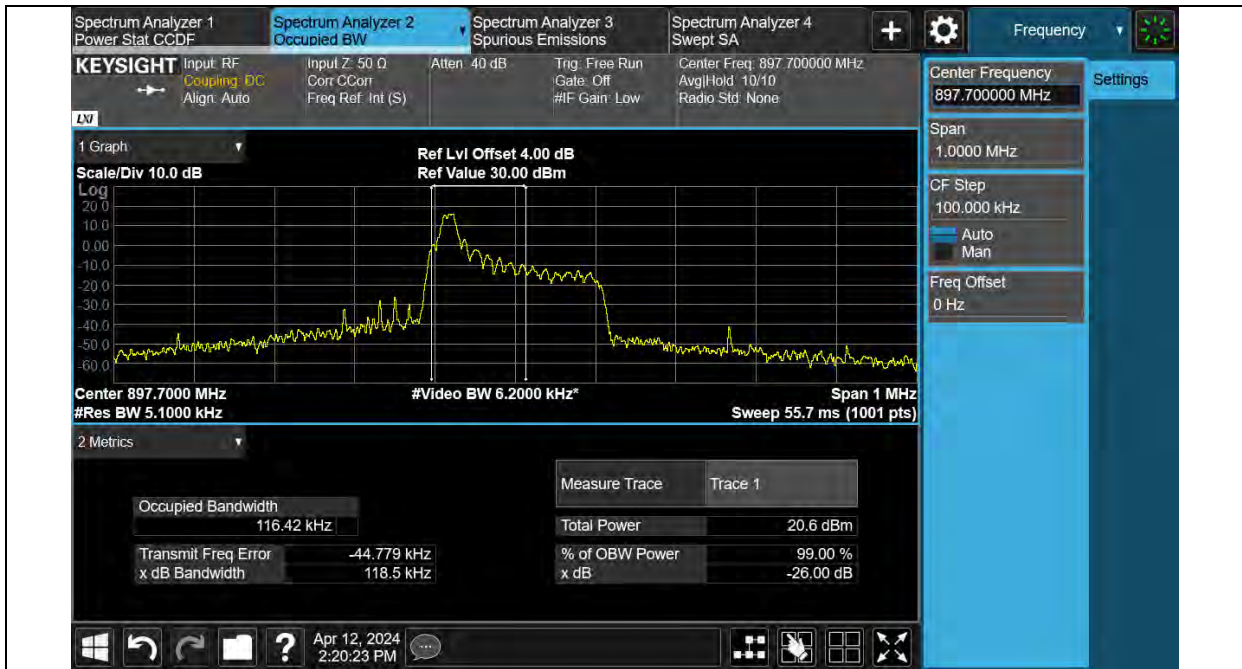 Spectrum Analyzer 1
Power Stat CCDF
Spectrum Analyzer 2
Occupied BW
Spectrum Analyzer 3
Spurious Emissions
Spectrum Analyzer 4
Swept SA
+
Frequency
KEYSIGHT
LXI
Input: RF
Coupling: DC
Align: Auto
Input Z: 50 Ω
Corr CCorr
Freq Ref: Int (S)
Atten: 40 dB
Trig: Free Run
Gate: Off
#IF Gain: Low
Center Freq: 897.700000 MHz
Avg|Hold: 10/10
Radio Std: None
Center Frequency
897.700000 MHz
Settings
Span
1.0000 MHz
CF Step
100.000 kHz
Auto
Man
Freq Offset
0 Hz
1 Graph
Scale/Div 10.0 dB
Ref Lvl Offset 4.00 dB
Ref Value 30.00 dBm
Log
20.0
10.0
0.00
-10.0
-20.0
-30.0
-40.0
-50.0
-60.0
Center 897.7000 MHz
#Video BW 6.2000 kHz*
Span 1 MHz
#Res BW 5.1000 kHz
Sweep 55.7 ms (1001 pts)
2 Metrics
Measure Trace
Trace 1
Occupied Bandwidth
116.42 kHz
Total Power
20.6 dBm
Transmit Freq Error
-44.779 kHz
% of OBW Power
99.00 %
x dB Bandwidth
118.5 kHz
x dB
-26.00 dB
?
Apr 12, 2024
2:20:23 PM